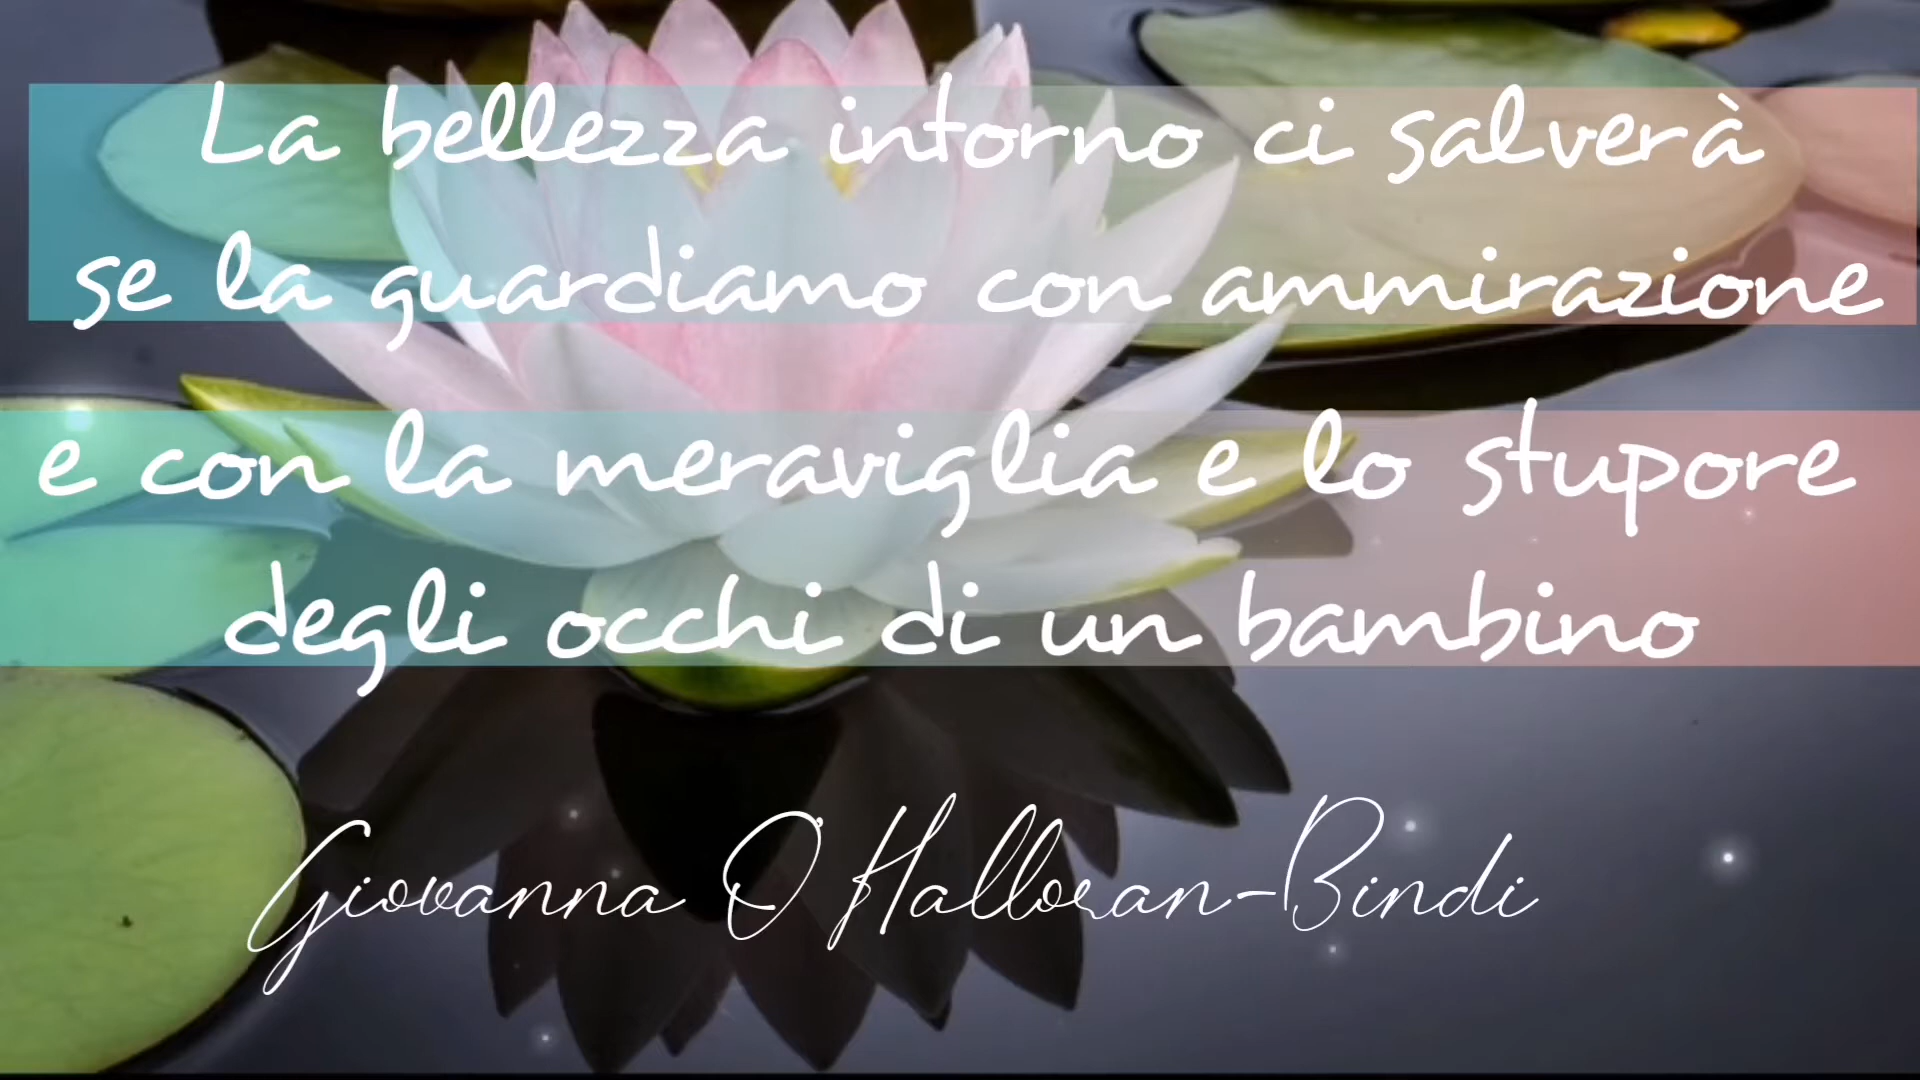 La bellezza intorno ci salverà
se la guardiamo con ammirazione
e con la meraviglia e lo stupore
degli occhi di un bambino
Giovanna O'Halloran-Bindi